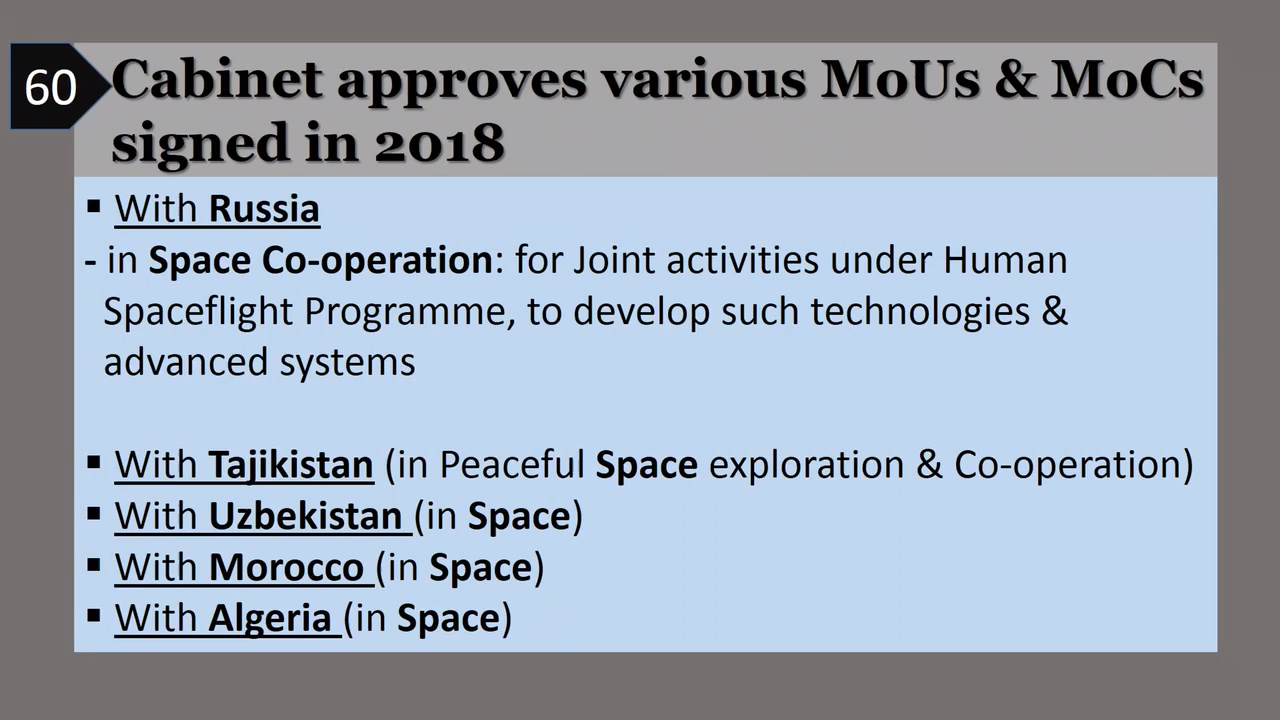 60
Cabinet approves various MoUs & MoCs
signed in 2018
▪ With Russia
- in Space Co-operation: for Joint activities under Human
Spaceflight Programme, to develop such technologies &
advanced systems
▪ With Tajikistan (in Peaceful Space exploration & Co-operation)
▪ With Uzbekistan (in Space)
▪ With Morocco (in Space)
▪ With Algeria (in Space)